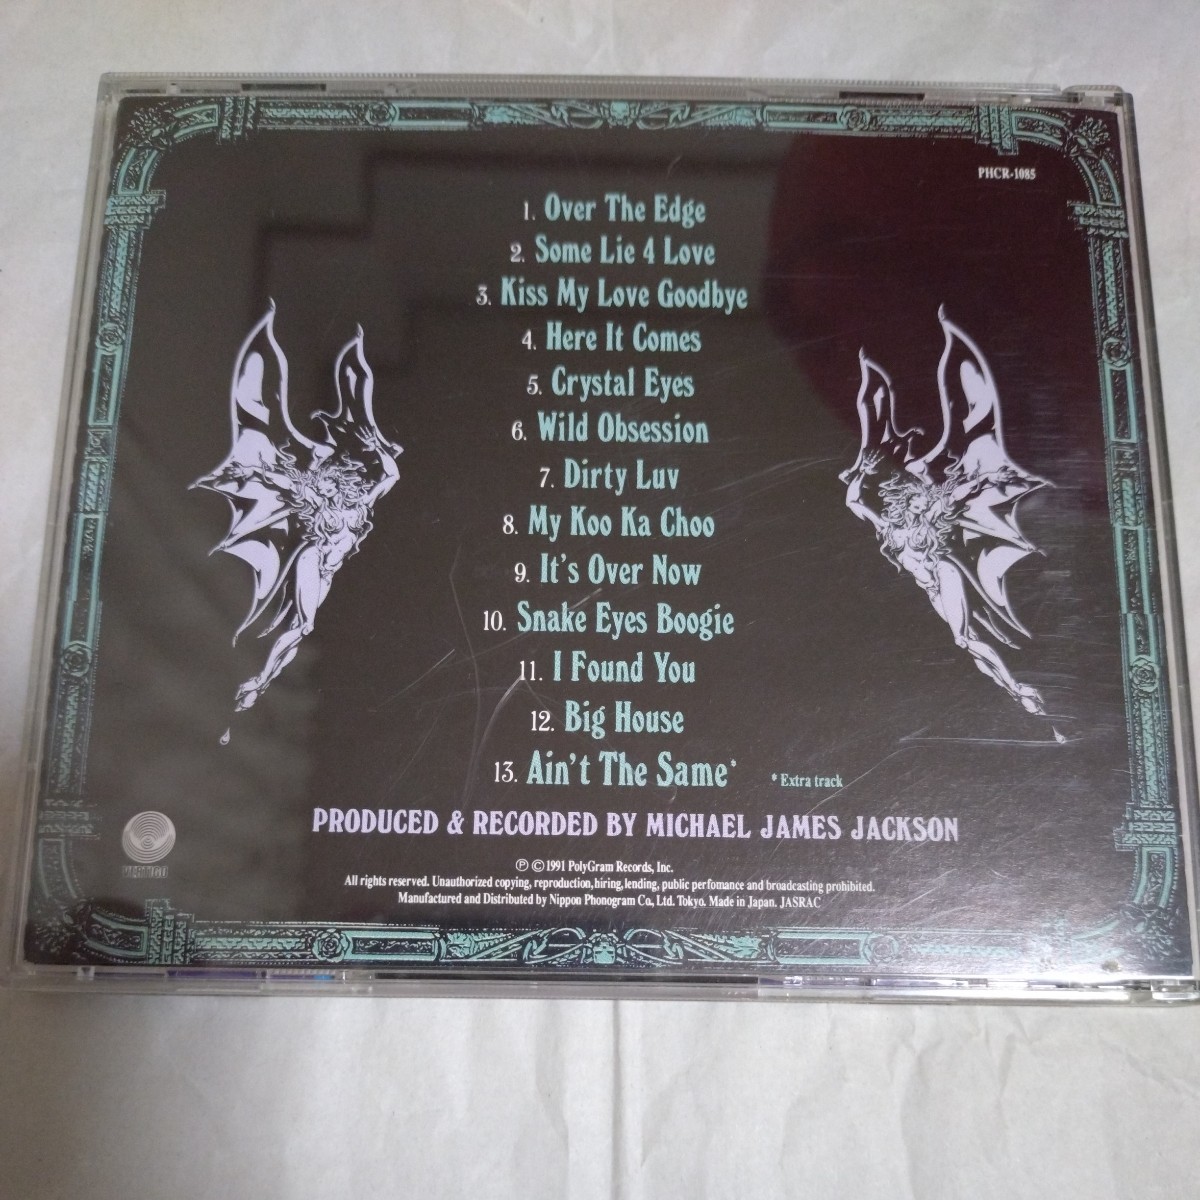 PHCR-1085
1. Over The Edge
2. Some Lie 4 Love
3. Kiss My Love Goodbye
4. Here It Comes
5. Crystal Eyes
6. Wild Obsession
7. Dirty Luv
8. My Koo Ka Choo
9. It's Over Now
10. Snake Eyes Boogie
11. I Found You
12. Big House
13. Ain't The Same*
* Extra track
PRODUCED & RECORDED BY MICHAEL JAMES JACKSON
VERTIGO
℗ © 1991 PolyGram Records, Inc.
All rights reserved. Unauthorized copying, reproduction, hiring, lending, public perfomance and broadcasting prohibited.
Manufactured and Distributed by Nippon Phonogram Co., Ltd. Tokyo. Made in Japan. JASRAC